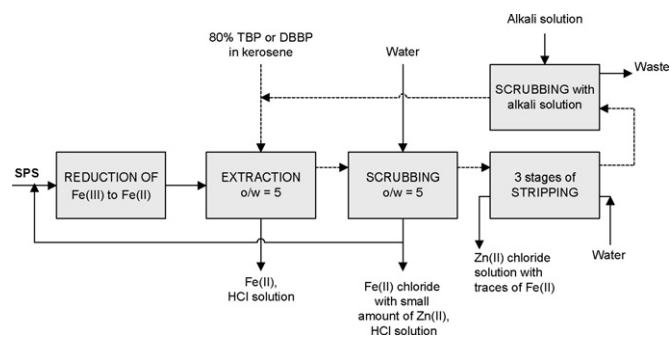 Alkali solution
80% TBP or DBBP
in kerosene
Water
Waste
SCRUBBING with
alkali solution
SPS
REDUCTION OF
Fe(III) to Fe(II)
EXTRACTION
o/w = 5
SCRUBBING
o/w = 5
3 stages of
STRIPPING
Fe(II),
HCl solution
Fe(II) chloride
with small
amount of Zn(II),
HCl solution
Zn(II) chloride
solution with
traces of Fe(II)
Water